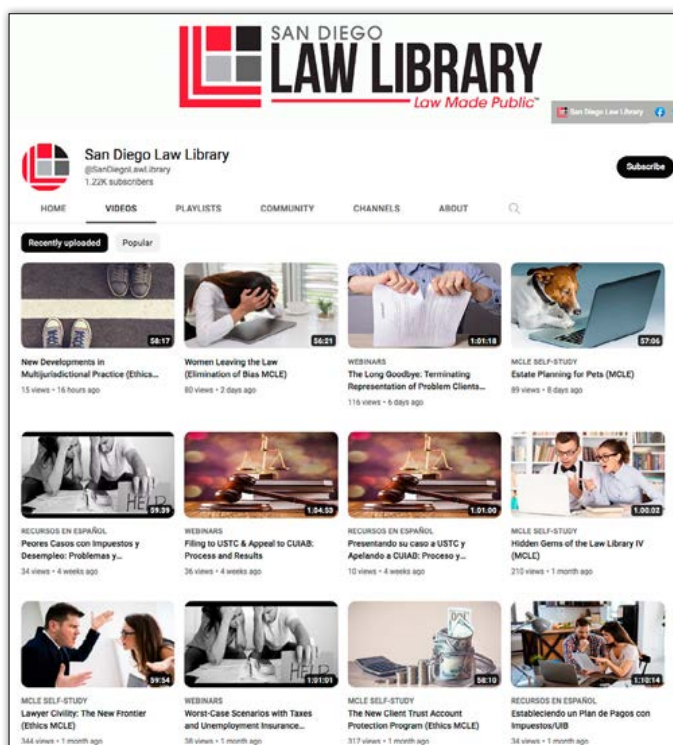 SAN DIEGO
LAW LIBRARY
Law Made Public™
San Diego Law Library
San Diego Law Library
@SanDiegoLawLibrary
1.22K subscribers
Subscribe
HOME VIDEOS PLAYLISTS COMMUNITY CHANNELS ABOUT
Recently uploaded Popular
58:17 56:21 1:01:18 57:06
New Developments in
Multijurisdictional Practice (Ethics...
15 views • 16 hours ago
Women Leaving the Law
(Elimination of Bias MCLE)
80 views • 2 days ago
WEBINARS
The Long Goodbye: Terminating
Representation of Problem Clients...
116 views • 6 days ago
MCLE SELF-STUDY
Estate Planning for Pets (MCLE)
89 views • 8 days ago
HELP
59:39 1:04:53 1:01:00 1:00:02
RECURSOS EN ESPAÑOL
Peores Casos con Impuestos y
Desempleo: Problemas y...
34 views • 4 weeks ago
WEBINARS
Filing to USTC & Appeal to CUIAB:
Process and Results
36 views • 4 weeks ago
RECURSOS EN ESPAÑOL
Presentando su caso a USTC y
Apelando a CUIAB: Proceso y...
10 views • 4 weeks ago
MCLE SELF-STUDY
Hidden Gems of the Law Library IV
(MCLE)
210 views • 1 month ago
HELP
59:54 1:01:01 58:10 1:10:14
MCLE SELF-STUDY
Lawyer Civility: The New Frontier
(Ethics MCLE)
344 views • 1 month ago
WEBINARS
Worst-Case Scenarios with Taxes
and Unemployment Insurance...
38 views • 1 month ago
MCLE SELF-STUDY
The New Client Trust Account
Protection Program (Ethics MCLE)
317 views • 1 month ago
RECURSOS EN ESPAÑOL
Estableciendo un Plan de Pagos con
Impuestos/UIB
34 views • 1 month ago